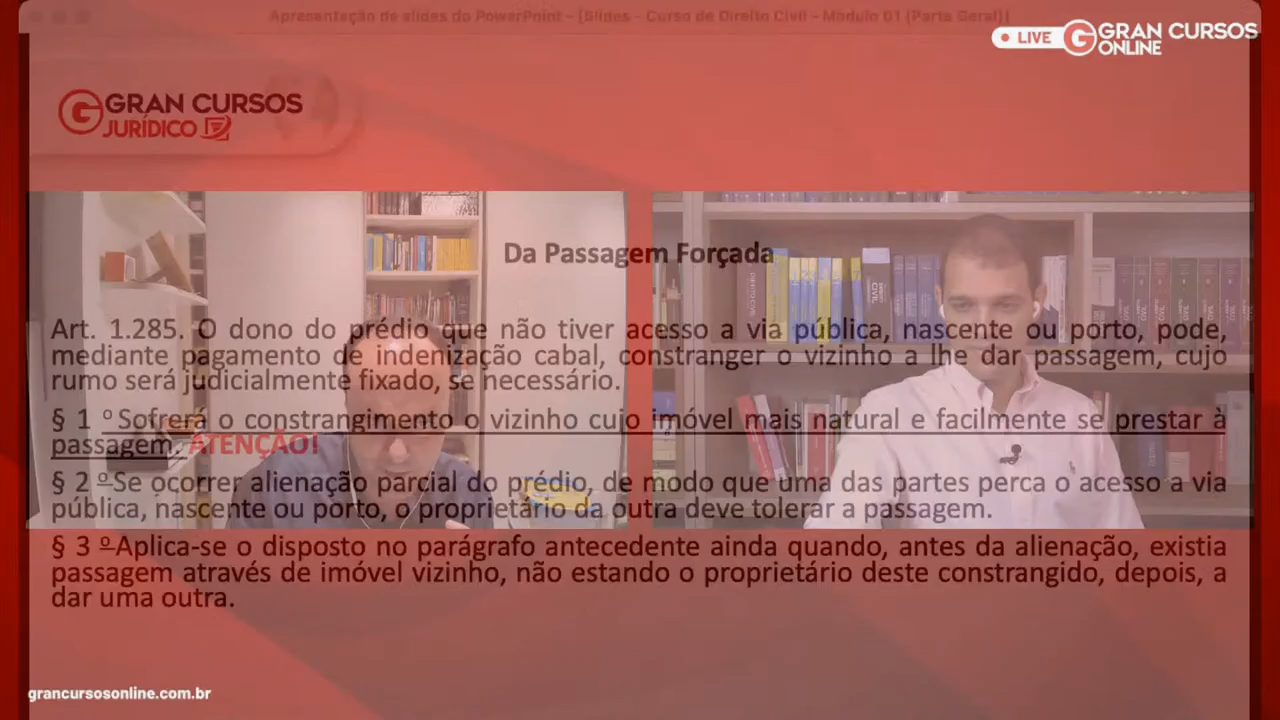 Apresentação de slides do PowerPoint - [Slides - Curso de Direito Civil - Módulo 01 (Parte Geral)]
LIVE GRAN CURSOS
ONLINE
GRAN CURSOS
JURÍDICO
Da Passagem Forçada
Art. 1.285. O dono do prédio que não tiver acesso a via pública, nascente ou porto, pode,
mediante pagamento de indenização cabal, constranger o vizinho a lhe dar passagem, cujo
rumo será judicialmente fixado, se necessário.
§ 1 º Sofrerá o constrangimento o vizinho cujo imóvel mais natural e facilmente se prestar à
passagem. ATENÇÃO!
§ 2 º Se ocorrer alienação parcial do prédio, de modo que uma das partes perca o acesso a via
pública, nascente ou porto, o proprietário da outra deve tolerar a passagem.
§ 3 º Aplica-se o disposto no parágrafo antecedente ainda quando, antes da alienação, existia
passagem através de imóvel vizinho, não estando o proprietário deste constrangido, depois, a
dar uma outra.
grancursosonline.com.br